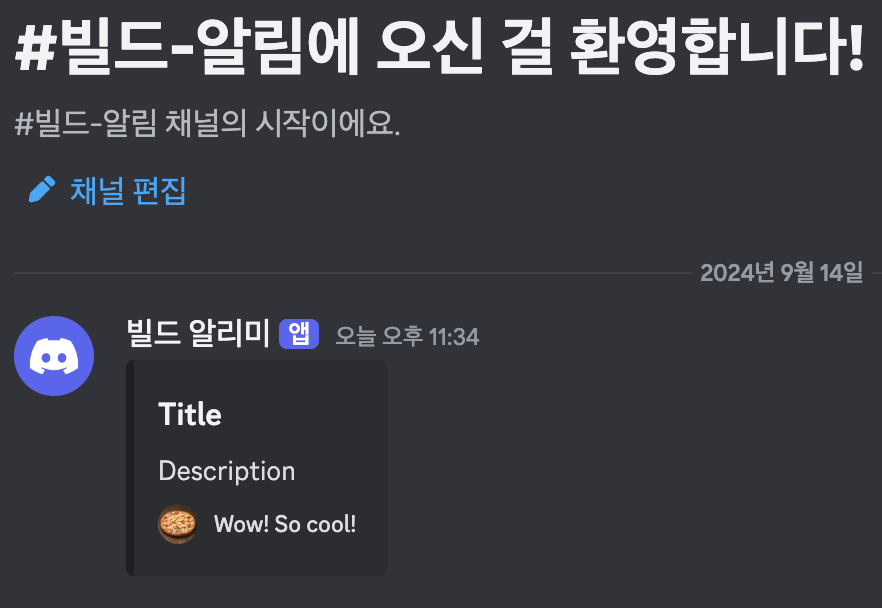 #빌드-알림에 오신 걸 환영합니다!
#빌드-알림 채널의 시작이에요.
채널 편집
2024년 9월 14일
빌드 알리미 앱 오늘 오후 11:34
Title
Description
Wow! So cool!